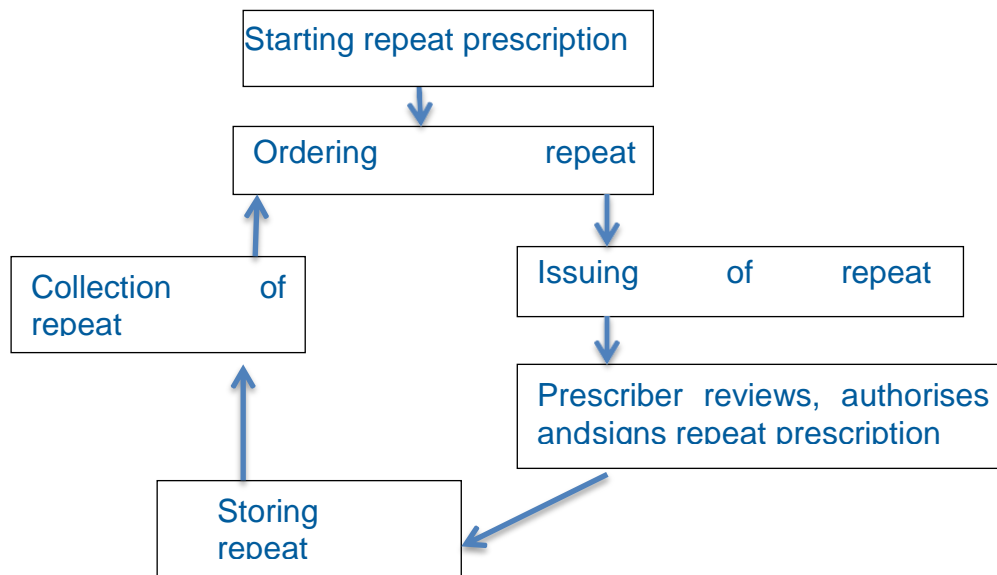 Starting repeat prescription
Ordering repeat
Issuing of repeat
Collection of
repeat
Prescriber reviews, authorises
andsigns repeat prescription
Storing
repeat